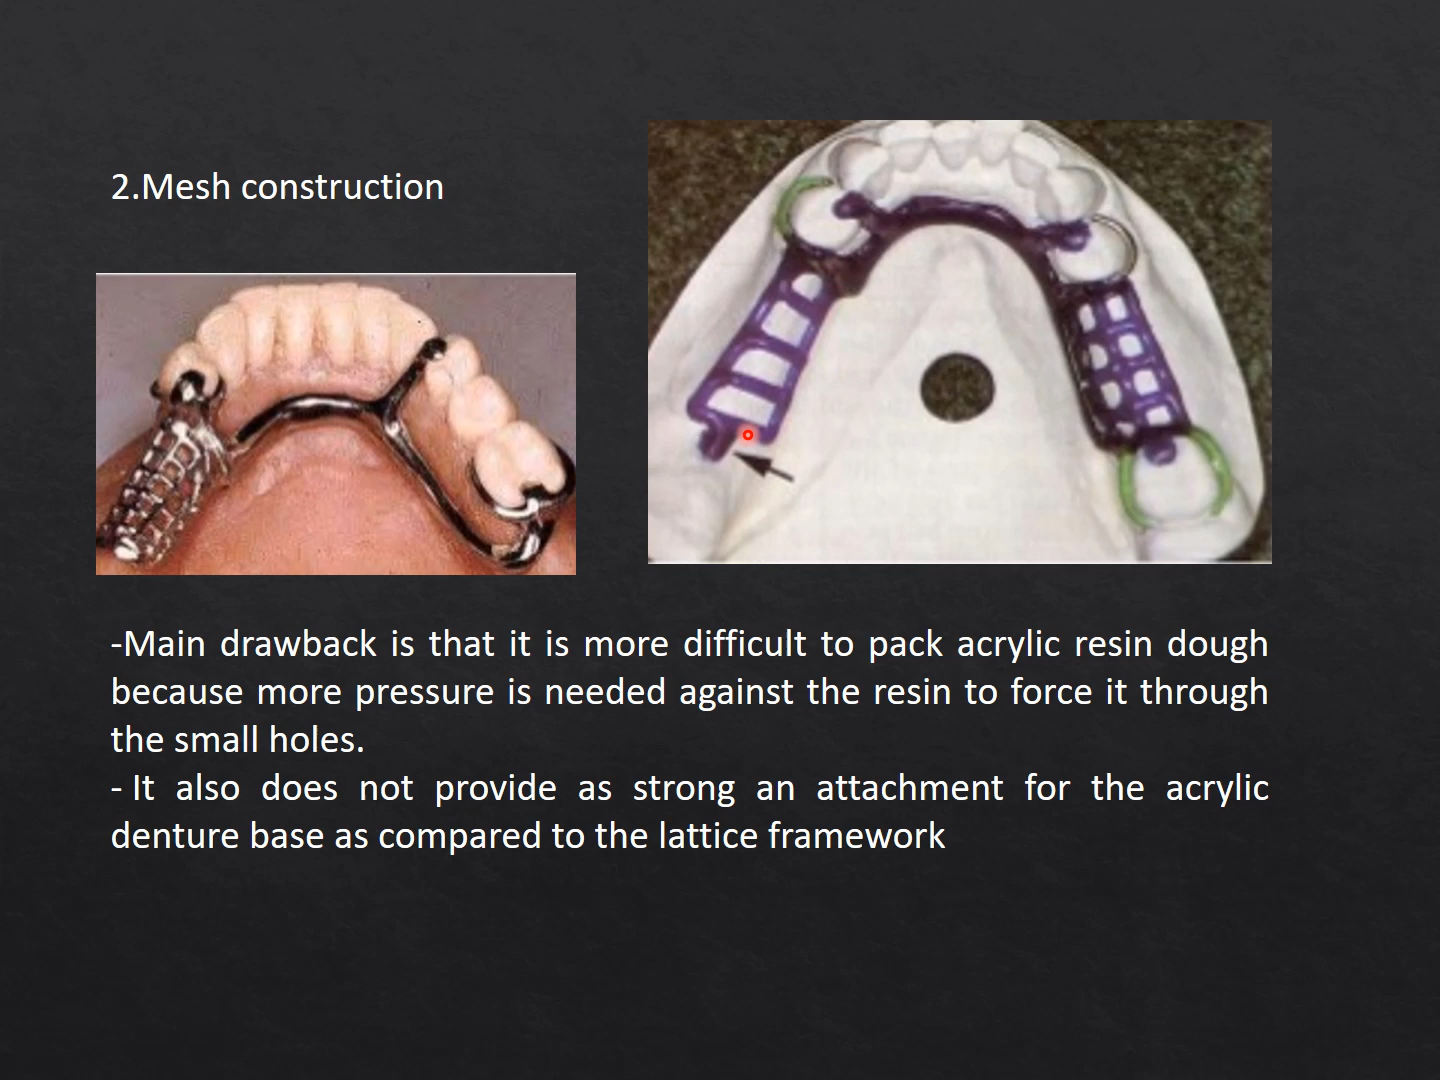 2.Mesh construction
-Main drawback is that it is more difficult to pack acrylic resin dough
because more pressure is needed against the resin to force it through
the small holes.
- It also does not provide as strong an attachment for the acrylic
denture base as compared to the lattice framework